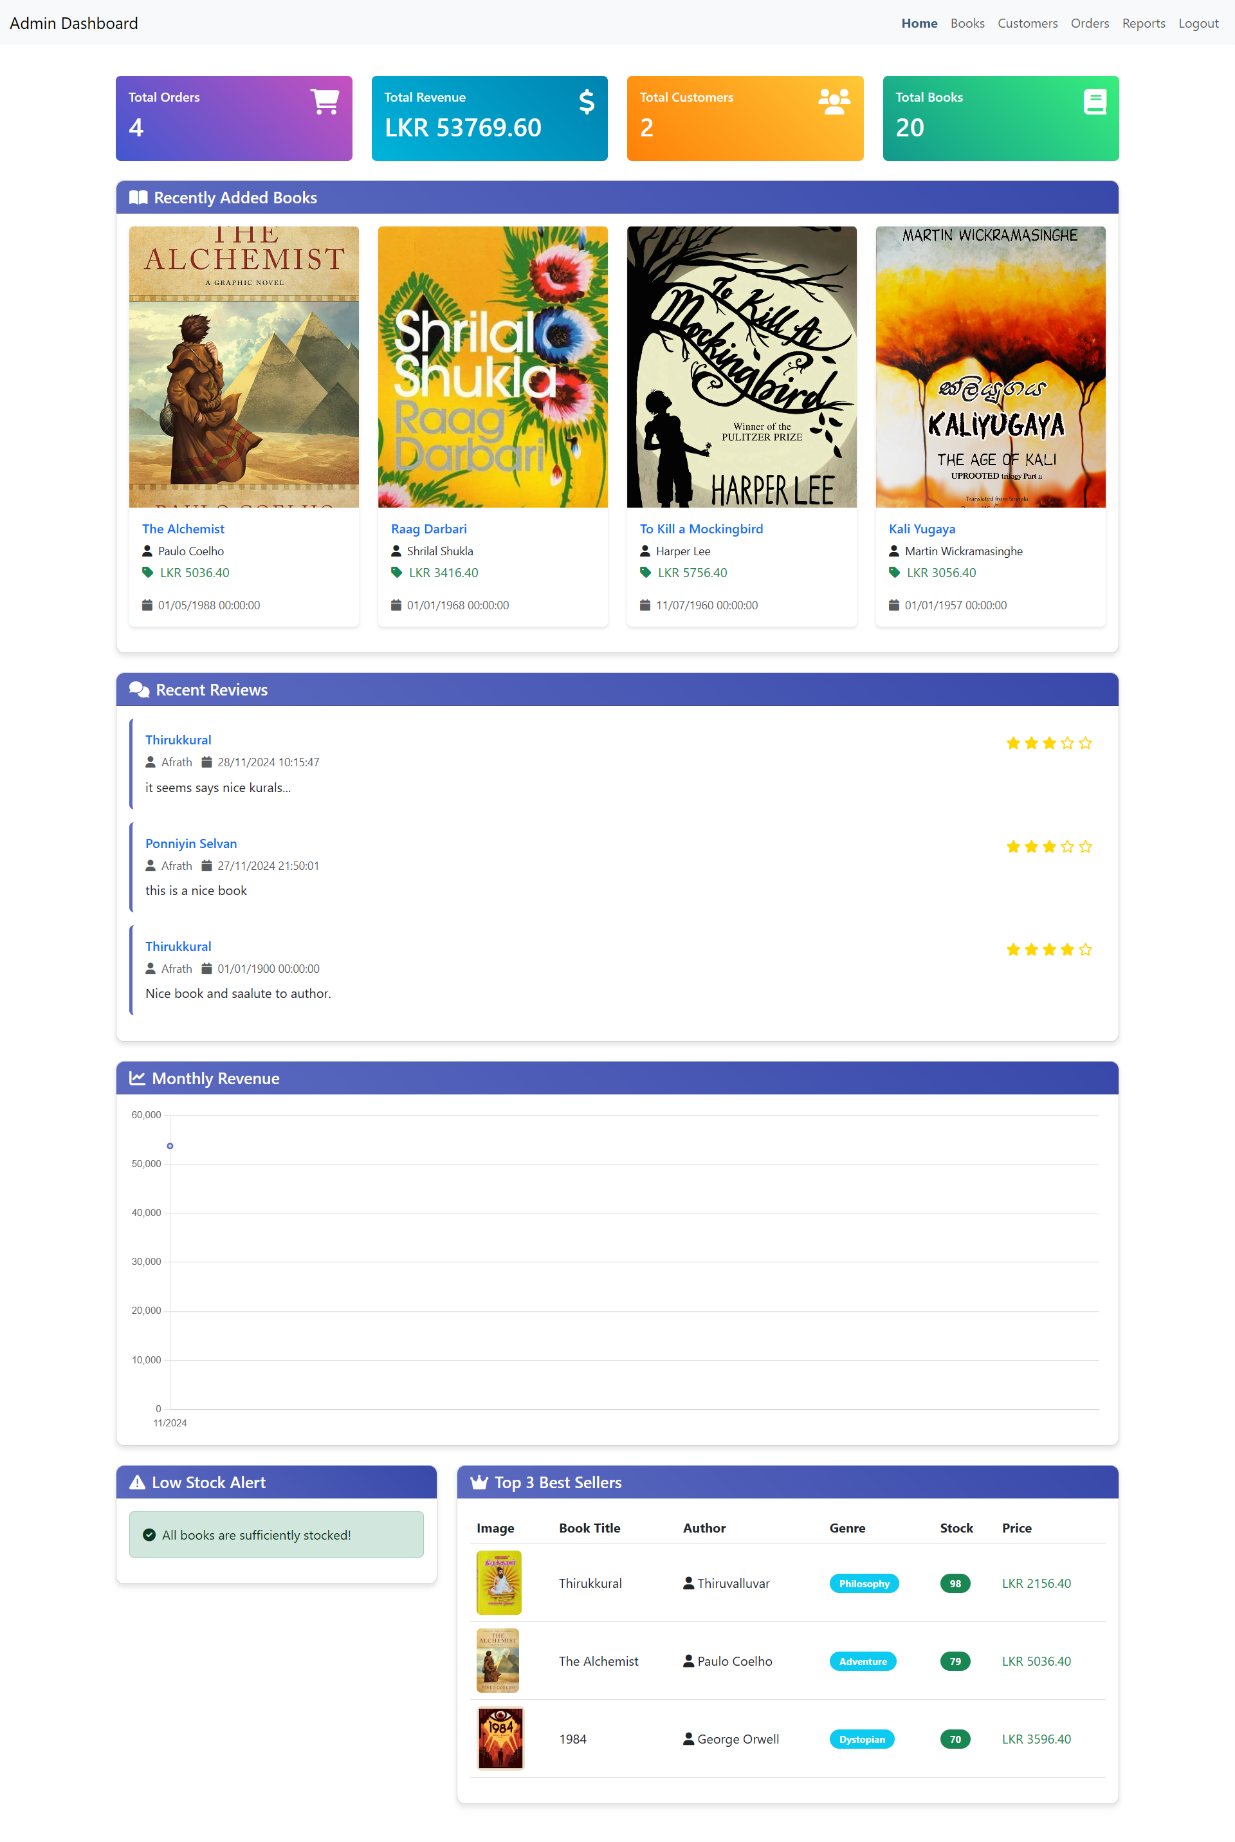 Admin Dashboard
Home Books Customers Orders Reports Logout
Total Orders
4
Total Revenue
LKR 53769.60
Total Customers
2
Total Books
20
Recently Added Books
THE
ALCHEMIST
A GRAPHIC NOVEL
PAULO COELHO
The Alchemist
Paulo Coelho
LKR 5036.40
01/05/1988 00:00:00
Shrilal
Shukla
Raag
Darbari
Raag Darbari
Shrilal Shukla
LKR 3416.40
01/01/1968 00:00:00
To Kill A
Mockingbird
Winner of the
PULITZER PRIZE
HARPER LEE
To Kill a Mockingbird
Harper Lee
LKR 5756.40
11/07/1960 00:00:00
MARTIN WICKRAMASINGHE
KALIYUGAYA
THE AGE OF KALI
UPROOTED trilogy Part ii
Translated from Sinhala
Kali Yugaya
Martin Wickramasinghe
LKR 3056.40
01/01/1957 00:00:00
Recent Reviews
Thirukkural
Afrath 28/11/2024 10:15:47
it seems says nice kurals...
Ponniyin Selvan
Afrath 27/11/2024 21:50:01
this is a nice book
Thirukkural
Afrath 01/01/1900 00:00:00
Nice book and saalute to author.
Monthly Revenue
60,000
50,000
40,000
30,000
20,000
10,000
0
11/2024
Low Stock Alert
All books are sufficiently stocked!
Top 3 Best Sellers
Image Book Title Author Genre Stock Price
Thirukkural Thiruvalluvar Philosophy 98 LKR 2156.40
THE
ALCHEMIST
The Alchemist Paulo Coelho Adventure 79 LKR 5036.40
1984
1984 George Orwell Dystopian 70 LKR 3596.40